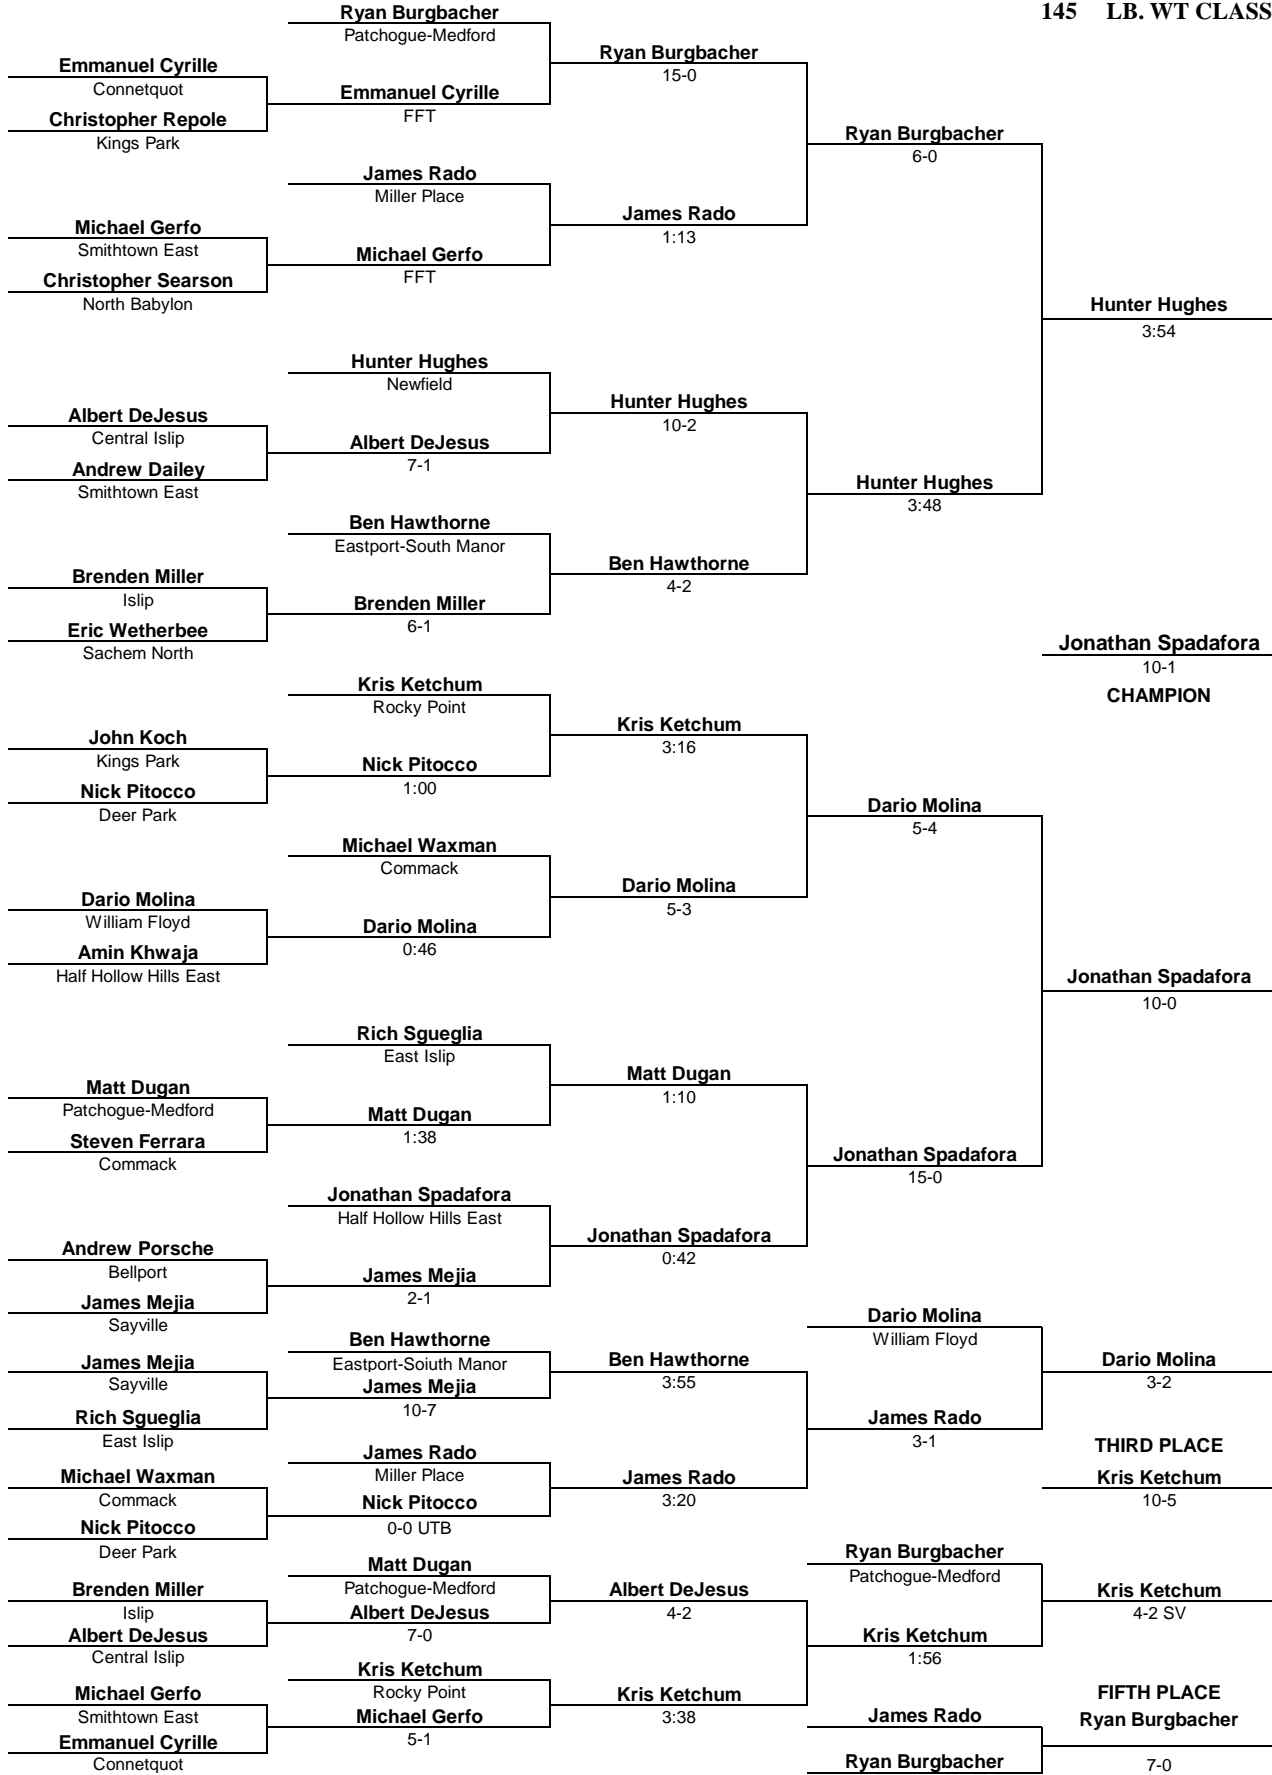 145 LB. WT CLASS
Ryan Burgbacher
Patchogue-Medford
Emmanuel Cyrille
Connetquot
Christopher Repole
Kings Park
Emmanuel Cyrille
FFT
Ryan Burgbacher
15-0
James Rado
Miller Place
Michael Gerfo
Smithtown East
Christopher Searson
North Babylon
Michael Gerfo
FFT
James Rado
1:13
Ryan Burgbacher
6-0
Hunter Hughes
Newfield
Albert DeJesus
Central Islip
Andrew Dailey
Smithtown East
Albert DeJesus
7-1
Hunter Hughes
10-2
Ben Hawthorne
Eastport-South Manor
Brenden Miller
Islip
Eric Wetherbee
Sachem North
Brenden Miller
6-1
Ben Hawthorne
4-2
Hunter Hughes
3:48
Hunter Hughes
3:54
Jonathan Spadafora
10-1
CHAMPION
Kris Ketchum
Rocky Point
John Koch
Kings Park
Nick Pitocco
Deer Park
Nick Pitocco
1:00
Kris Ketchum
3:16
Michael Waxman
Commack
Dario Molina
William Floyd
Amin Khwaja
Half Hollow Hills East
Dario Molina
0:46
Dario Molina
5-3
Dario Molina
5-4
Rich Sgueglia
East Islip
Matt Dugan
Patchogue-Medford
Steven Ferrara
Commack
Matt Dugan
1:38
Matt Dugan
1:10
Jonathan Spadafora
Half Hollow Hills East
Andrew Porsche
Bellport
James Mejia
Sayville
James Mejia
2-1
Jonathan Spadafora
0:42
Jonathan Spadafora
15-0
Jonathan Spadafora
10-0
Ben Hawthorne
Eastport-Soiuth Manor
James Mejia
Sayville
Rich Sgueglia
East Islip
James Mejia
10-7
Ben Hawthorne
3:55
James Rado
Miller Place
Michael Waxman
Commack
Nick Pitocco
Deer Park
Nick Pitocco
0-0 UTB
James Rado
3:20
Dario Molina
William Floyd
James Rado
3-1
Dario Molina
3-2
THIRD PLACE
Kris Ketchum
10-5
Matt Dugan
Patchogue-Medford
Brenden Miller
Islip
Albert DeJesus
Central Islip
Albert DeJesus
7-0
Albert DeJesus
4-2
Kris Ketchum
Rocky Point
Michael Gerfo
Smithtown East
Emmanuel Cyrille
Connetquot
Michael Gerfo
5-1
Kris Ketchum
3:38
Ryan Burgbacher
Patchogue-Medford
Kris Ketchum
1:56
Kris Ketchum
4-2 SV
FIFTH PLACE
James Rado
Ryan Burgbacher
Ryan Burgbacher
7-0